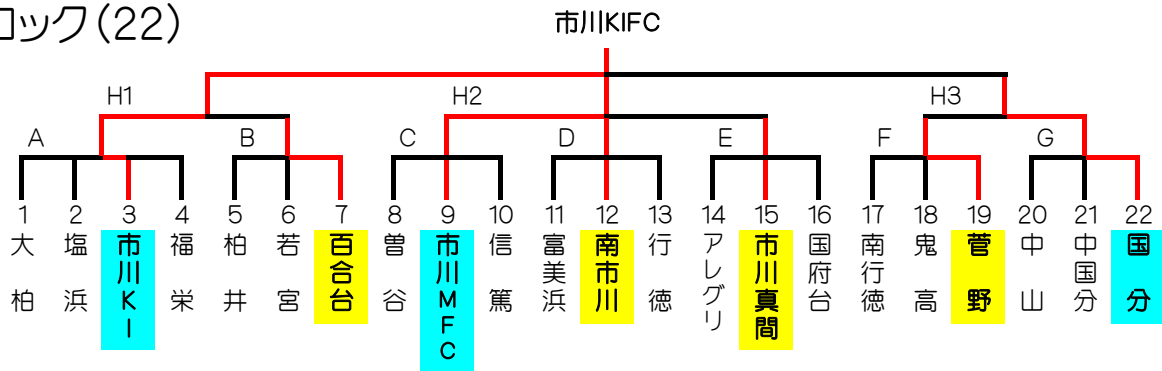 ロック(22)
市川KIFC
H1 H2 H3
A B C D E F G
1 2 3 4 5 6 7 8 9 10 11 12 13 14 15 16 17 18 19 20 21 22
大柏
塩浜
市川KI
福栄
柏井
若宮
百合台
曽谷
市川MFC
信篤
富美浜
南市川
行徳
アレグリ
市川真間
国府台
南行徳
鬼高
菅野
中山
中国分
国分